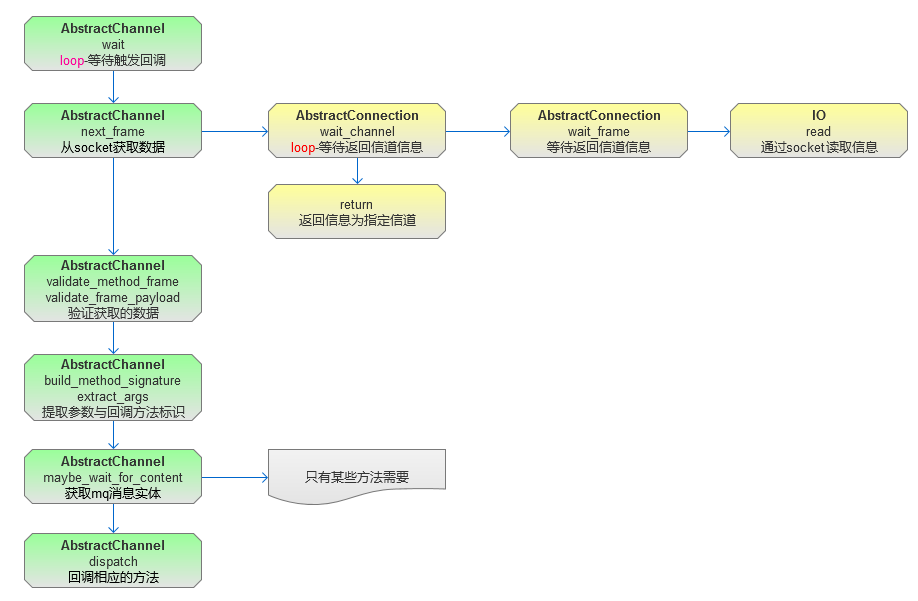 AbstractChannel
wait
loop-等待触发回调
AbstractChannel
next_frame
从socket获取数据
AbstractConnection
wait_channel
loop-等待返回信道信息
AbstractConnection
wait_frame
等待返回信道信息
IO
read
通过socket读取信息
return
返回信息为指定信道
AbstractChannel
validate_method_frame
validate_frame_payload
验证获取的数据
AbstractChannel
build_method_signature
extract_args
提取参数与回调方法标识
AbstractChannel
maybe_wait_for_content
获取mq消息实体
只有某些方法需要
AbstractChannel
dispatch
回调相应的方法